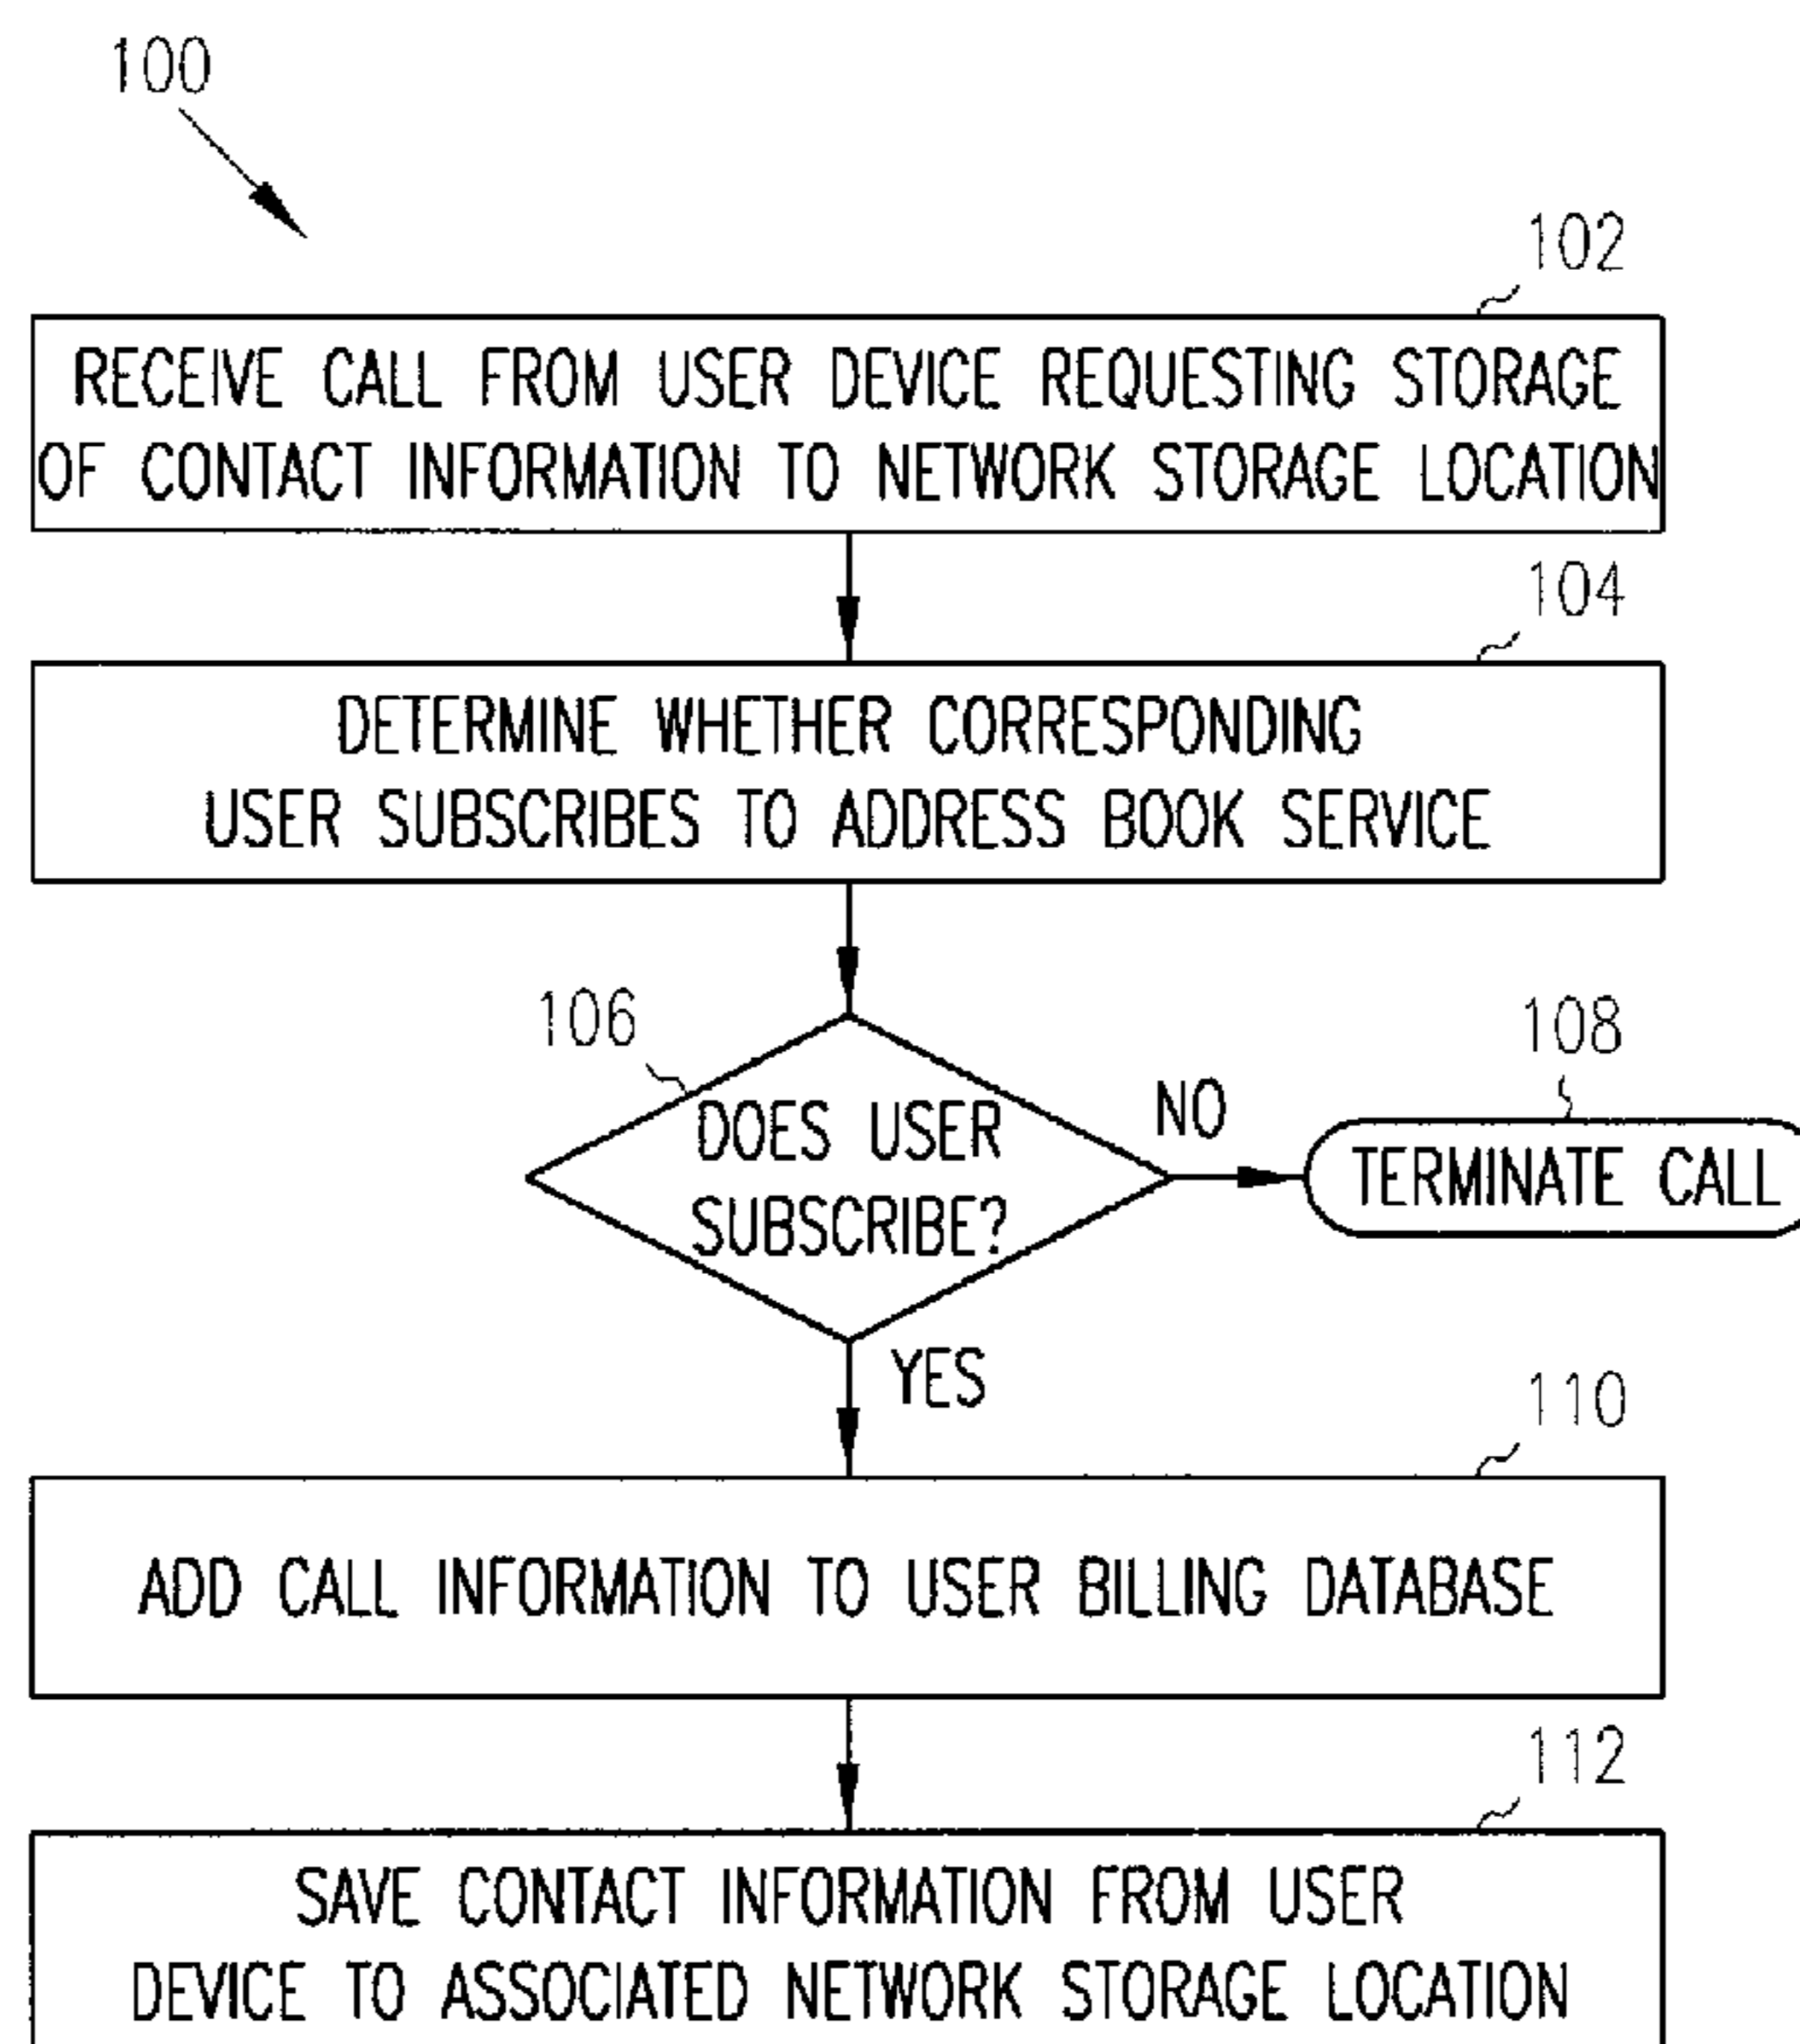 100
102
RECEIVE CALL FROM USER DEVICE REQUESTING STORAGE
OF CONTACT INFORMATION TO NETWORK STORAGE LOCATION
104
DETERMINE WHETHER CORRESPONDING
USER SUBSCRIBES TO ADDRESS BOOK SERVICE
106
DOES USER
SUBSCRIBE?
NO
108
TERMINATE CALL
YES
110
ADD CALL INFORMATION TO USER BILLING DATABASE
112
SAVE CONTACT INFORMATION FROM USER
DEVICE TO ASSOCIATED NETWORK STORAGE LOCATION